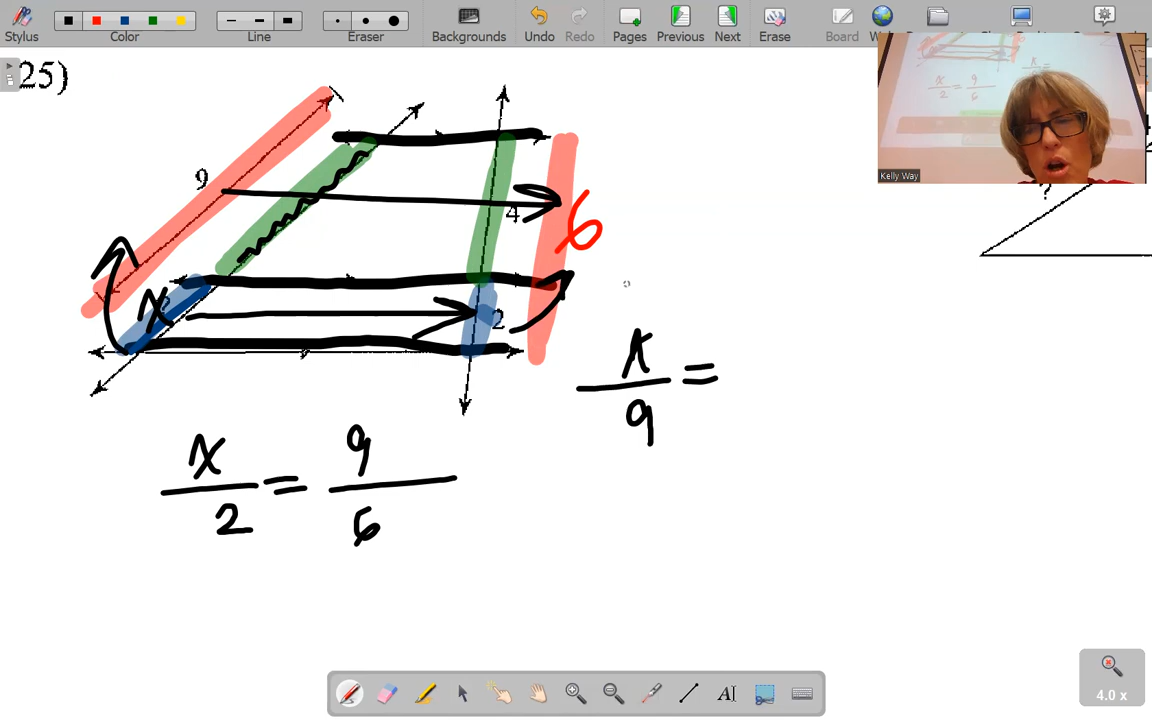 Stylus
Color
Line
Eraser
Backgrounds
Undo
Redo
Pages
Previous
Next
Erase
Board
25)
Kelly Way
?
9
4
6
x
2
x
9
=
x
2
=
9
6
4.0 x